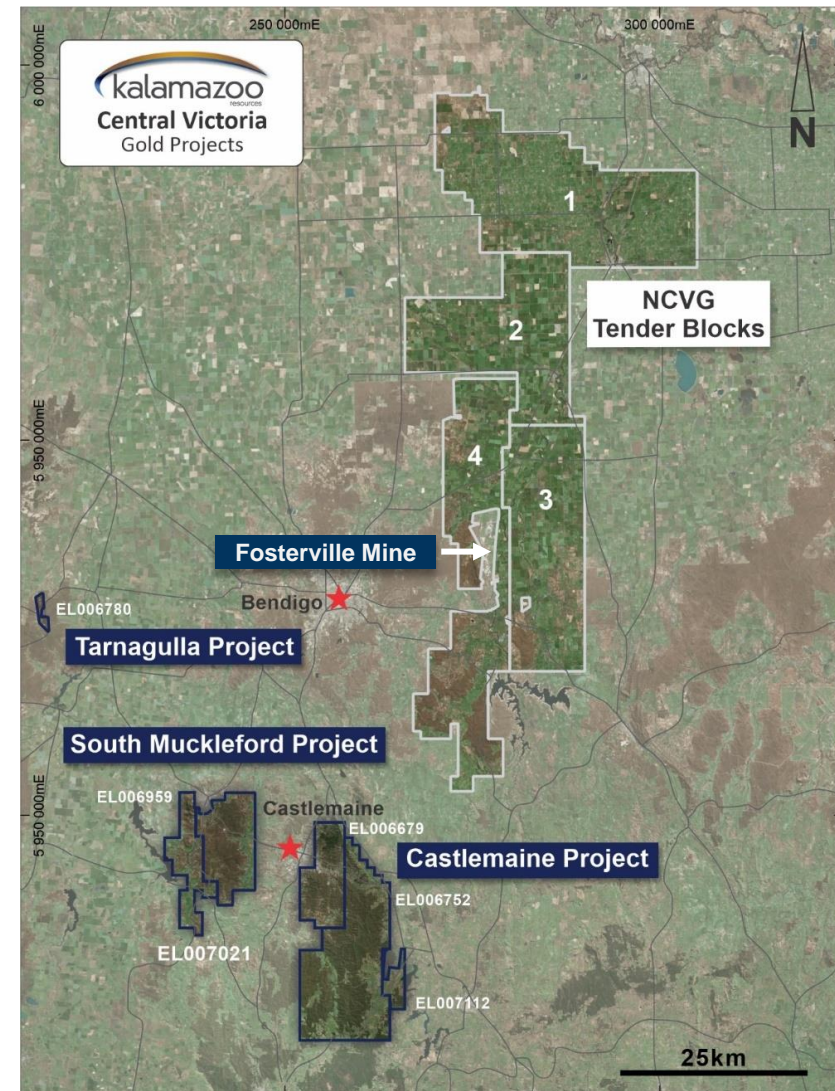 250 000mE
300 000mE
6 000 000mE
kalamazoo
resources
Central Victoria
Gold Projects
N
1
NCVG
Tender Blocks
2
5 950 000mE
4
3
Fosterville Mine
Bendigo
EL006780
Tarnagulla Project
South Muckleford Project
EL006959
Castlemaine
EL006679
5 950 000mE
Castlemaine Project
EL006752
EL007021
EL007112
25km